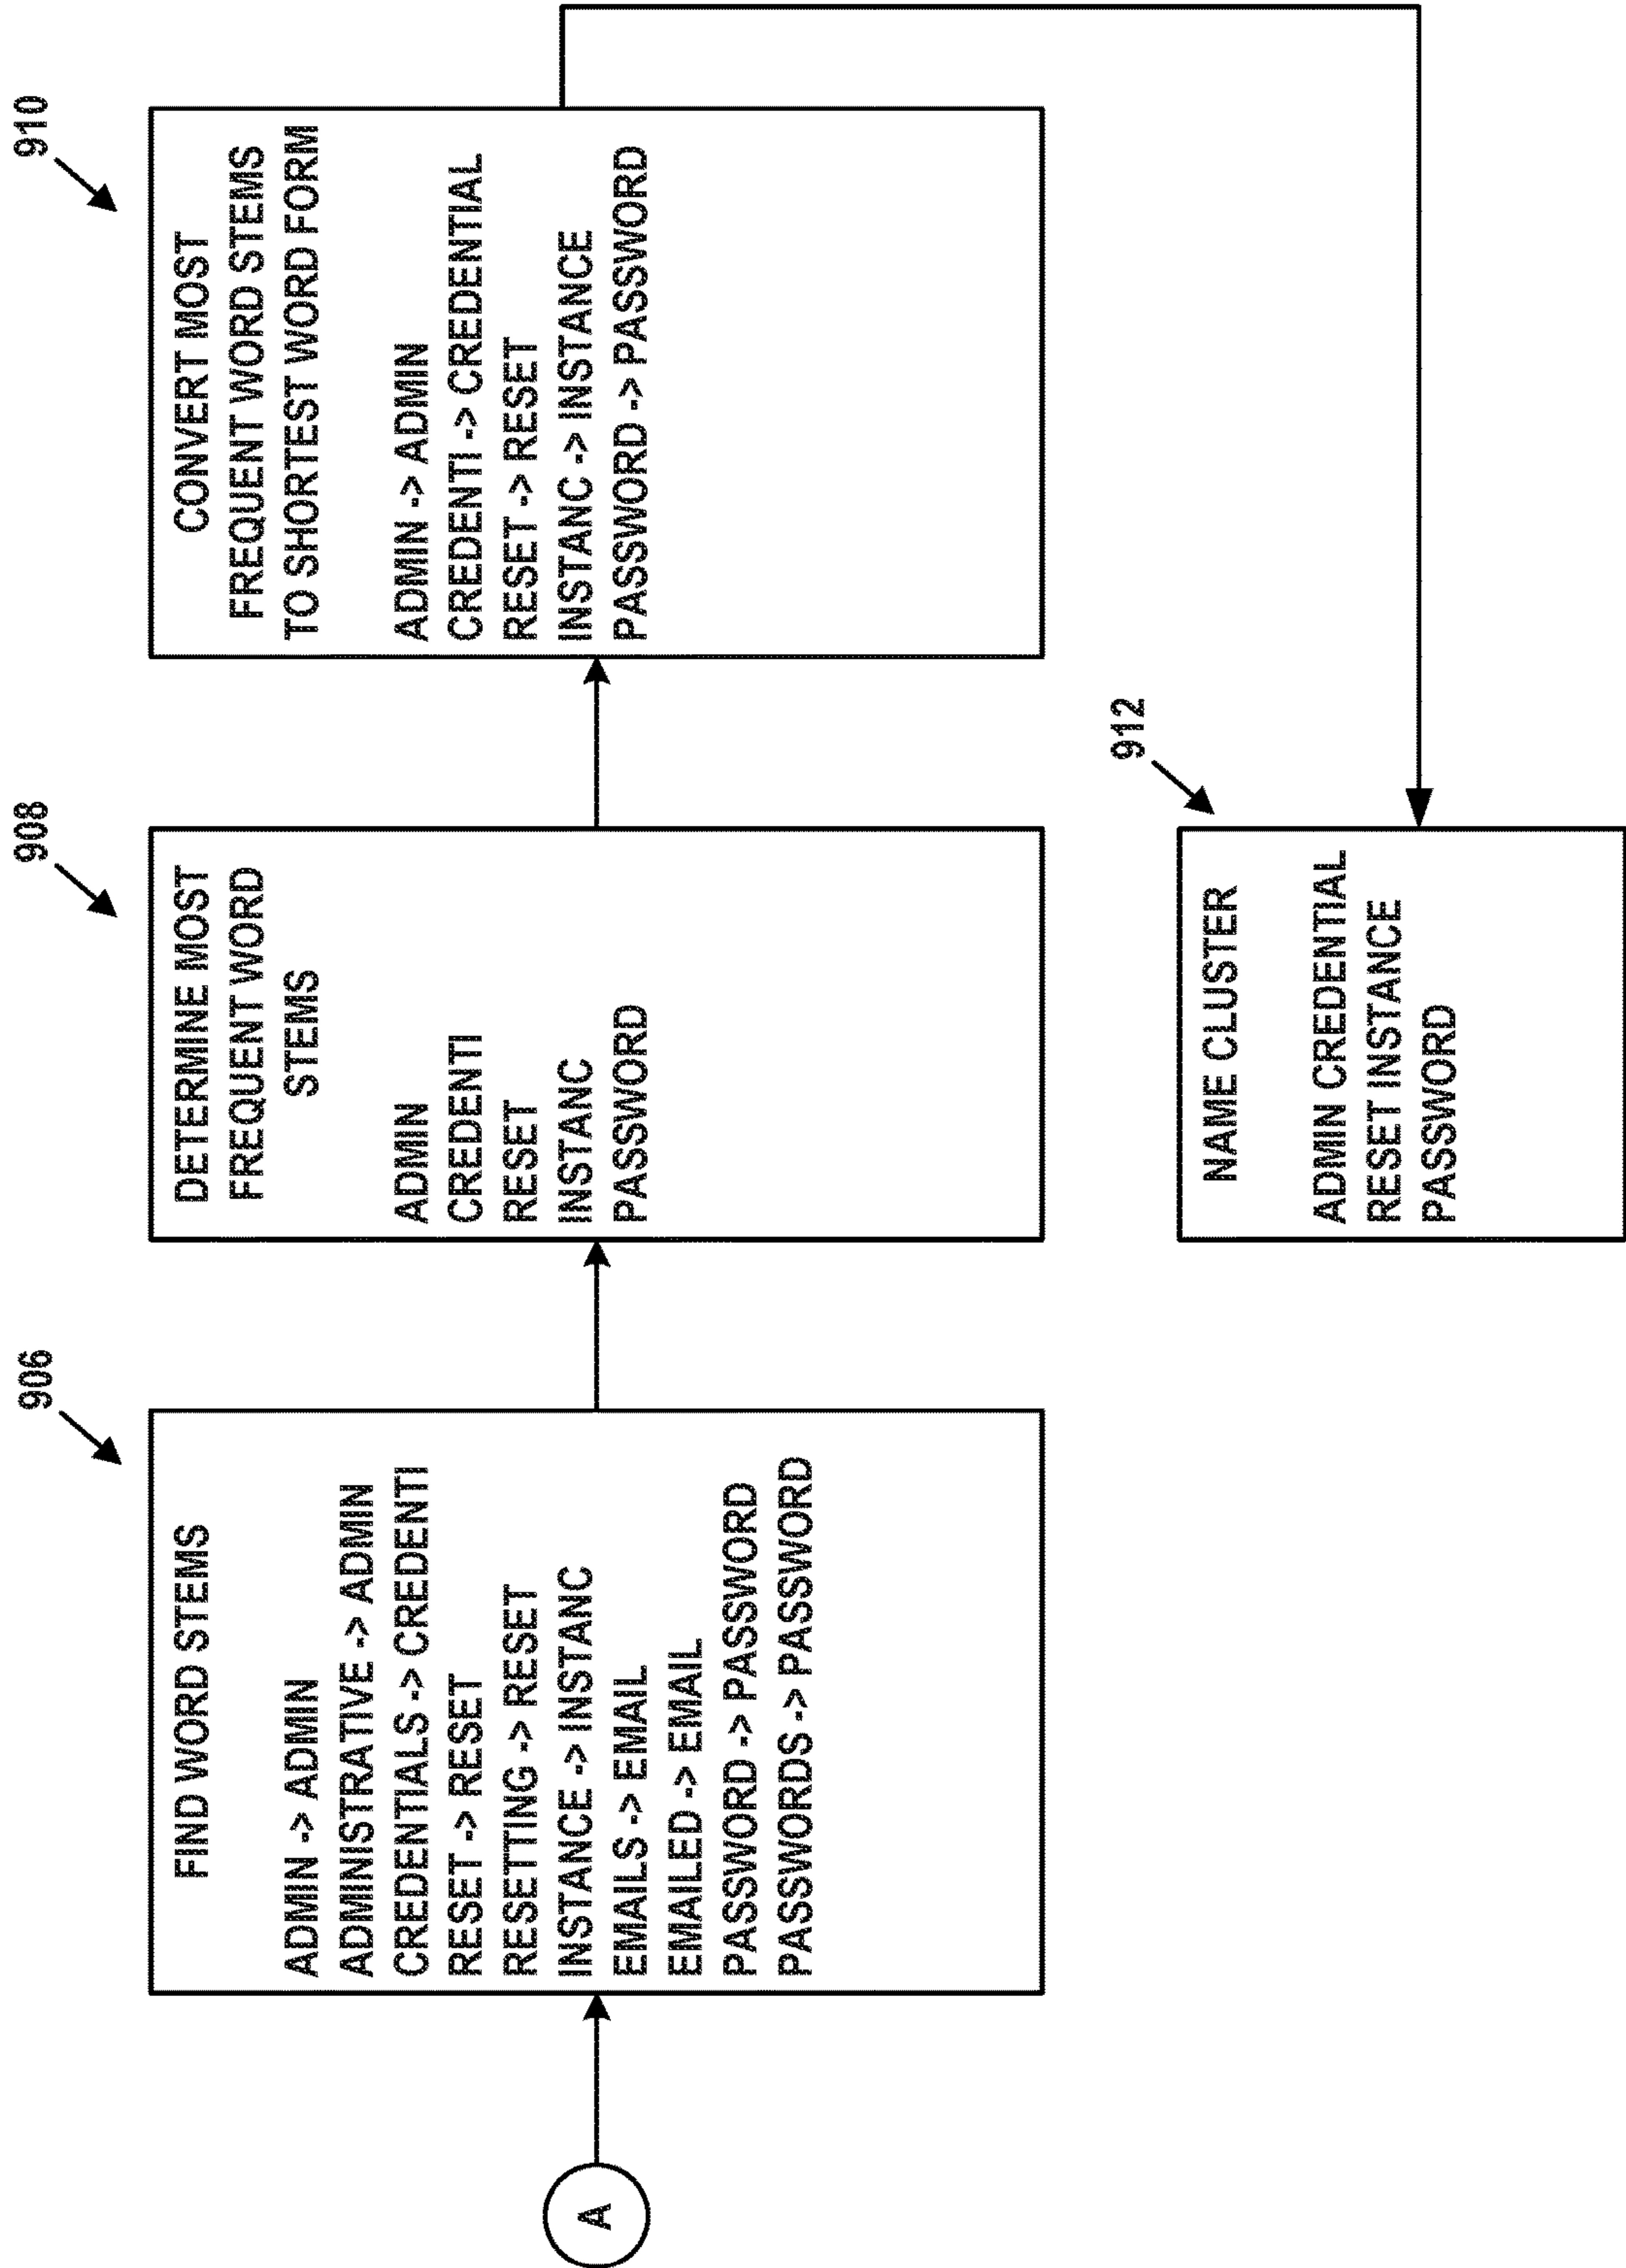 A
906
FIND WORD STEMS
ADMIN -> ADMIN
ADMINISTRATIVE -> ADMIN
CREDENTIALS -> CREDENTI
RESET -> RESET
RESETTING -> RESET
INSTANCE -> INSTANC
EMAILS -> EMAIL
EMAILED -> EMAIL
PASSWORD -> PASSWORD
PASSWORDS -> PASSWORD
908
DETERMINE MOST
FREQUENT WORD
STEMS
ADMIN
CREDENTI
RESET
INSTANC
PASSWORD
910
CONVERT MOST
FREQUENT WORD STEMS
TO SHORTEST WORD FORM
ADMIN -> ADMIN
CREDENTI -> CREDENTIAL
RESET -> RESET
INSTANC -> INSTANCE
PASSWORD -> PASSWORD
912
NAME CLUSTER
ADMIN CREDENTIAL
RESET INSTANCE
PASSWORD